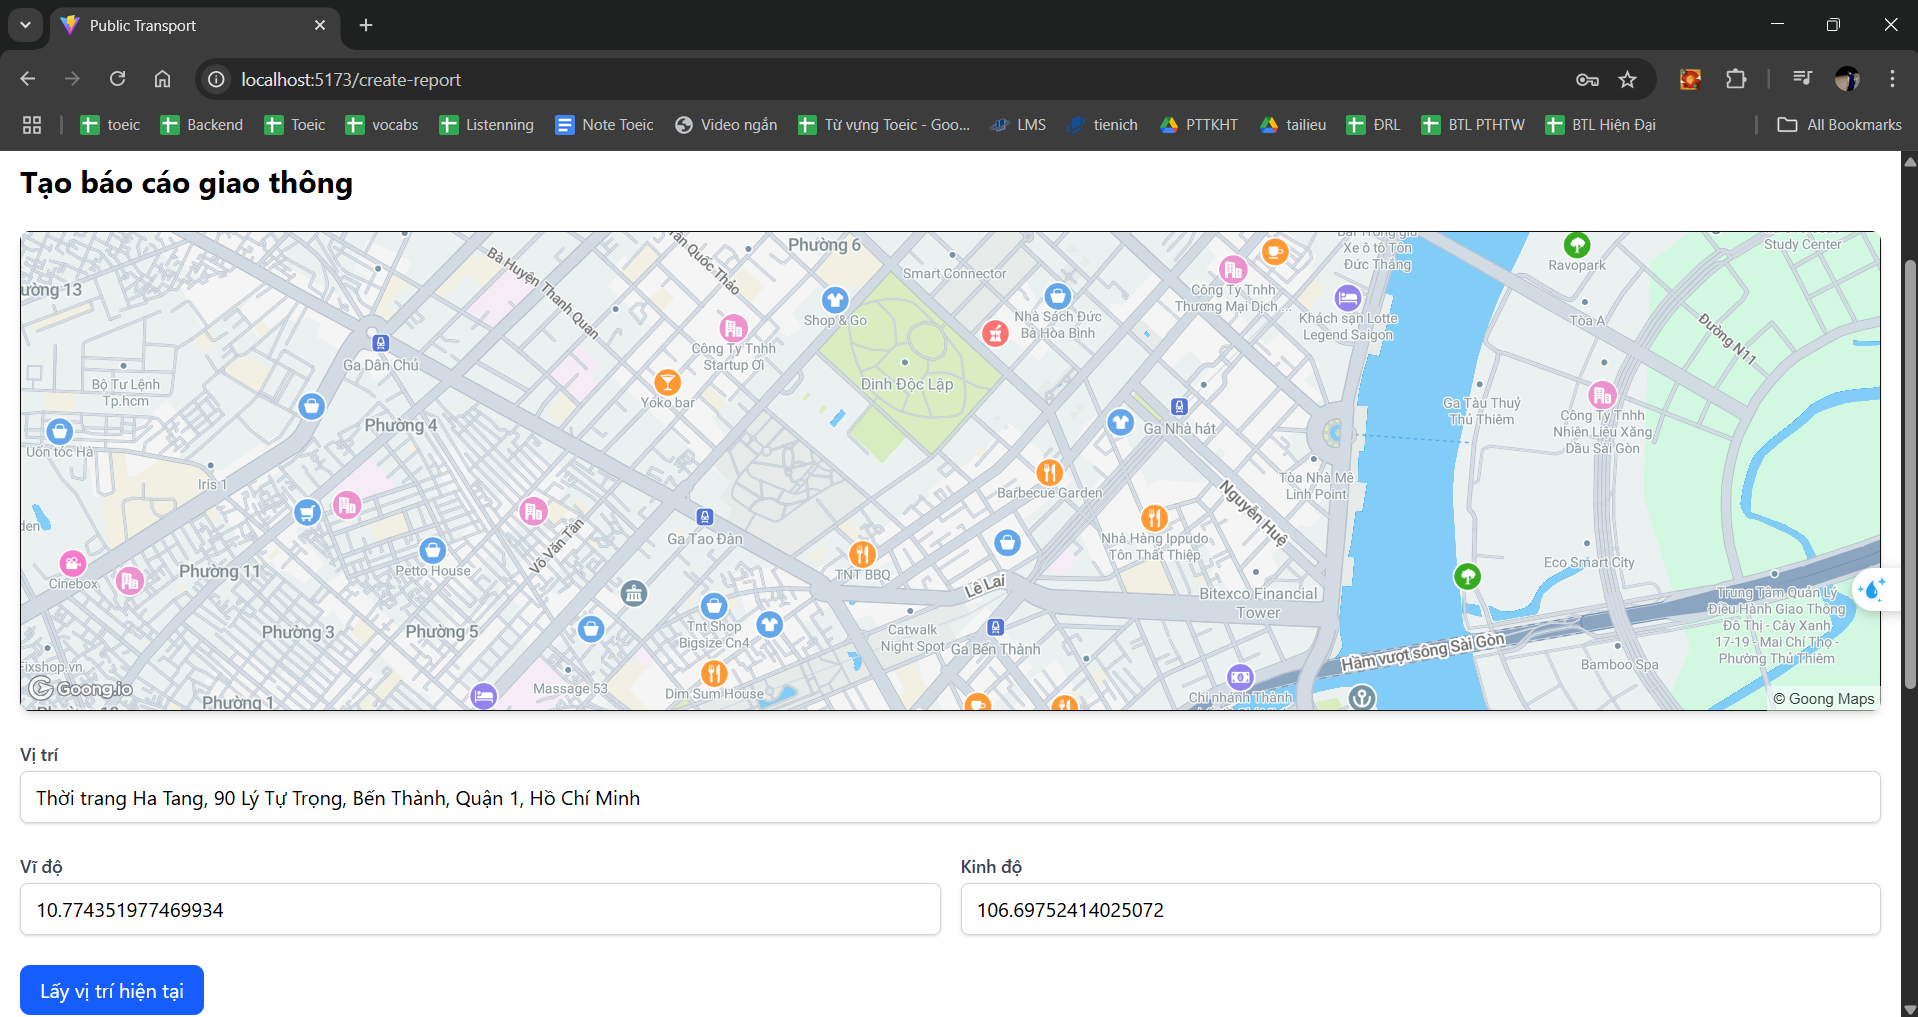 Public Transport
localhost:5173/create-report
toeic
Backend
Toeic
vocabs
Listenning
Note Toeic
Video ngắn
Từ vựng Toeic - Goo...
LMS
tienich
PTTKHT
tailieu
ĐRL
BTL PTHTW
BTL Hiện Đại
All Bookmarks
Tạo báo cáo giao thông
Phường 6
Smart Connector
Bà Huyện Thanh Quan
Xe ô tô Tôn
Đức Thắng
Ravopark
Study Center
Công Ty Tnhh
Thương Mại Dịch ...
Khách sạn Lotte
Legend Saigon
Shop & Go
Nhà Sách Đức
Bà Hòa Bình
Tòa A
Đường N11
Công Ty Tnhh
Startup Ơi
Ga Dân Chủ
Bộ Tư Lệnh
Tp.hcm
Dinh Độc Lập
Yoko bar
Phường 4
Ga Nhà hát
Ga Tàu Thuỷ
Thủ Thiêm
Công Ty Tnhh
Nhiên Liệu Xăng
Dầu Sài Gòn
Uốn tóc Hà
Iris 1
Barbecue Garden
Tòa Nhà Mê
Linh Point
Nguyễn Huệ
Võ Văn Tần
Ga Tao Đàn
Nhà Hàng Ippudo
Tôn Thất Thiệp
Petto House
Phường 11
Cinebox
TNT BBQ
Lê Lai
Bitexco Financial
Tower
Eco Smart City
Trung Tâm Quản Lý
Điều Hành Giao Thông
Đô Thị - Cây Xanh
17-19 - Mai Chí Thọ -
Phường Thủ Thiêm
Phường 3
Phường 5
Tnt Shop
Bigsize Cn4
Catwalk
Night Spot
Ga Bến Thành
Hầm vượt sông Sài Gòn
Bamboo Spa
Massage 53
Dim Sum House
Chi nhánh Thành
Goong.io
Phường 1
© Goong Maps
Vị trí
Thời trang Ha Tang, 90 Lý Tự Trọng, Bến Thành, Quận 1, Hồ Chí Minh
Vĩ độ
Kinh độ
10.774351977469934
106.69752414025072
Lấy vị trí hiện tại